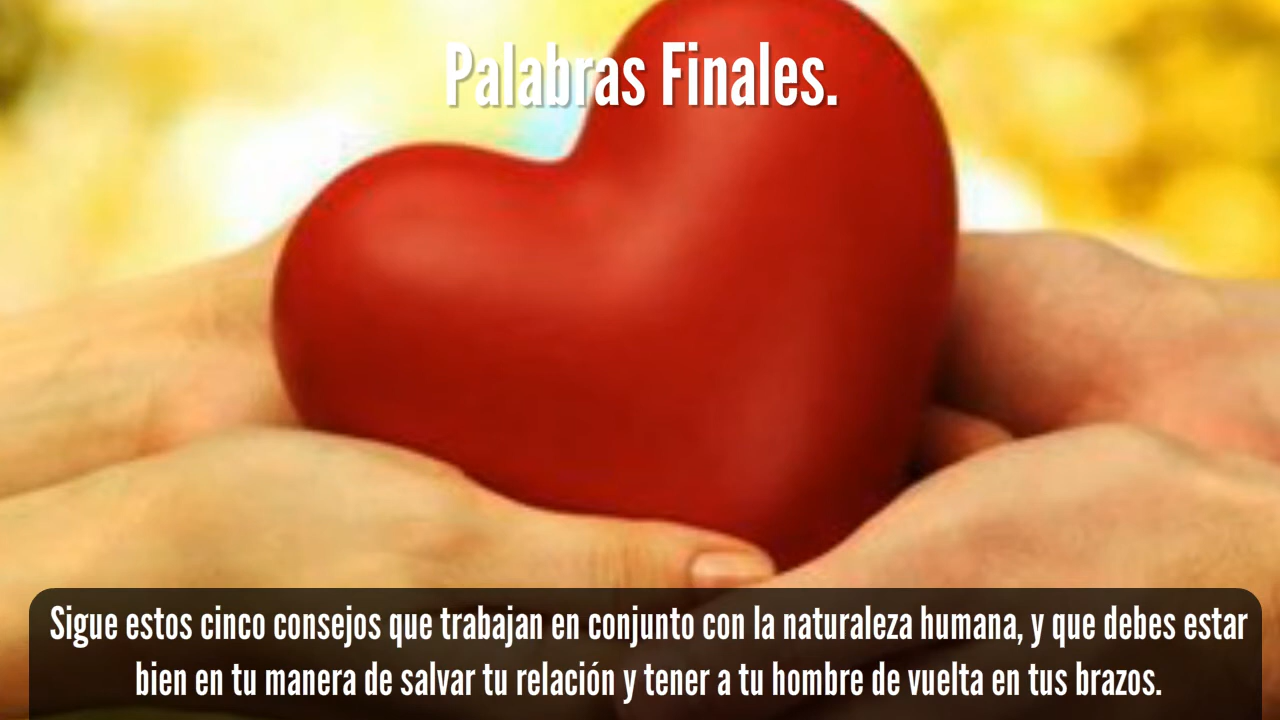 Palabras Finales.
Sigue estos cinco consejos que trabajan en conjunto con la naturaleza humana, y que debes estar
bien en tu manera de salvar tu relación y tener a tu hombre de vuelta en tus brazos.